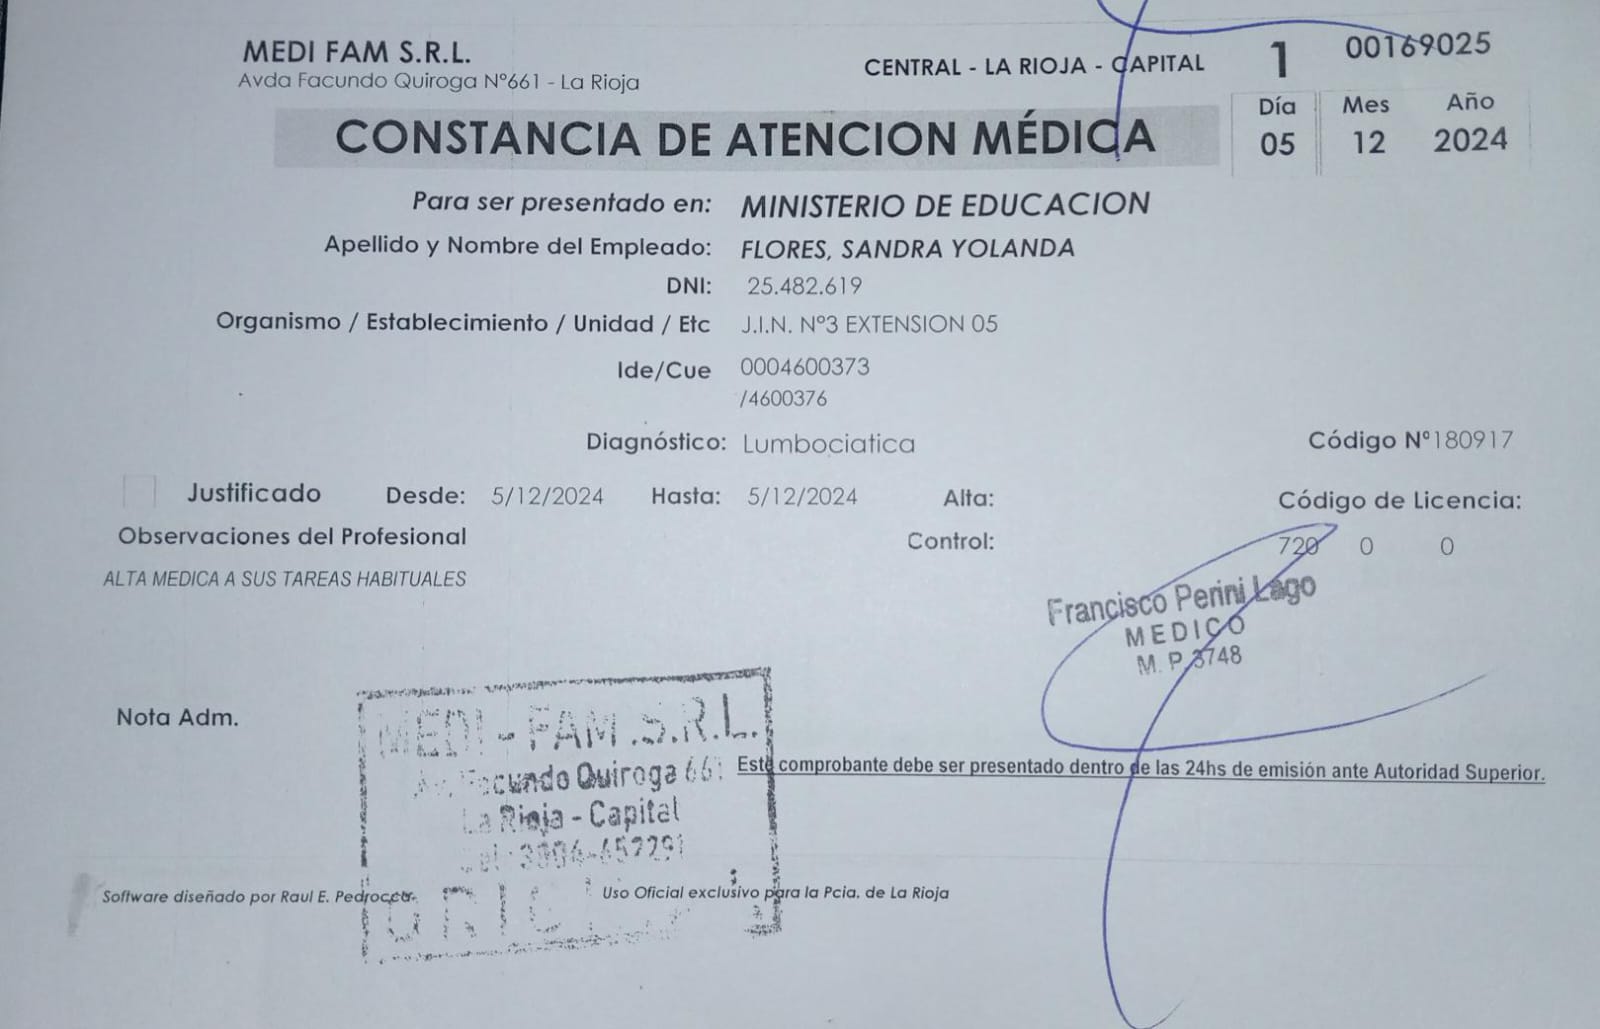 MEDI FAM S.R.L.
Avda Facundo Quiroga Nº661 - La Rioja
CENTRAL - LA RIOJA - CAPITAL
1 00169025
Día Mes Año
05 12 2024
CONSTANCIA DE ATENCION MÉDICA
Para ser presentado en: MINISTERIO DE EDUCACION
Apellido y Nombre del Empleado: FLORES, SANDRA YOLANDA
DNI: 25.482.619
Organismo / Establecimiento / Unidad / Etc J.I.N. Nº3 EXTENSION 05
Ide/Cue 0004600373
/4600376
Diagnóstico: Lumbociatica Código Nº180917
Justificado Desde: 5/12/2024 Hasta: 5/12/2024 Alta: Código de Licencia:
Observaciones del Profesional Control: 720 0 0
ALTA MEDICA A SUS TAREAS HABITUALES
Francisco Perini Lago
MEDICO
M. P. 3748
Nota Adm.
MEDI - FAM.S.R.L.
Av. Facundo Quiroga 661
La Rioja - Capital
Este comprobante debe ser presentado dentro de las 24hs de emisión ante Autoridad Superior.
Software diseñado por Raul E. Pedrocca.
Uso Oficial exclusivo para la Pcia. de La Rioja